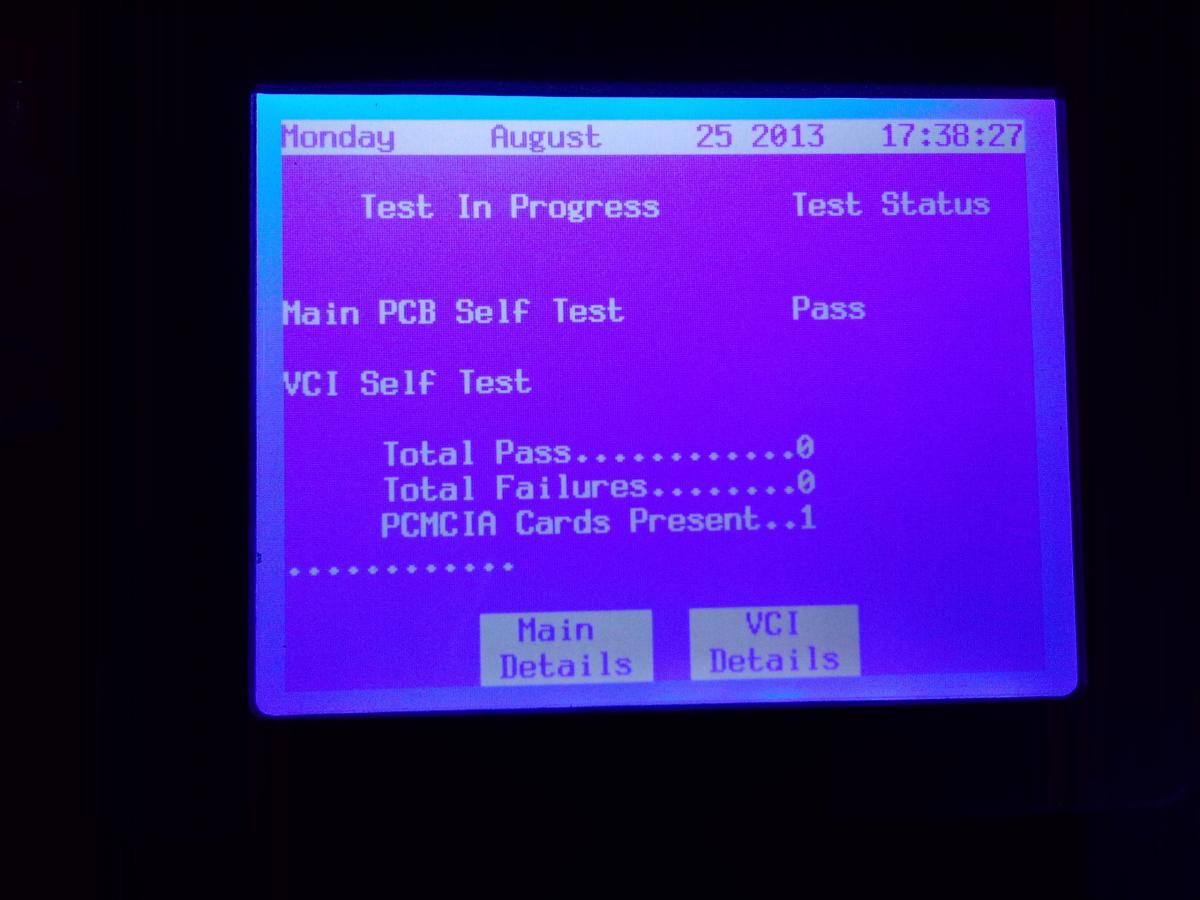 Monday August 25 2013 17:38:27
Test In Progress Test Status
Main PCB Self Test Pass
VCI Self Test
Total Pass............0
Total Failures........0
PCMCIA Cards Present..1
............
Main Details
VCI Details